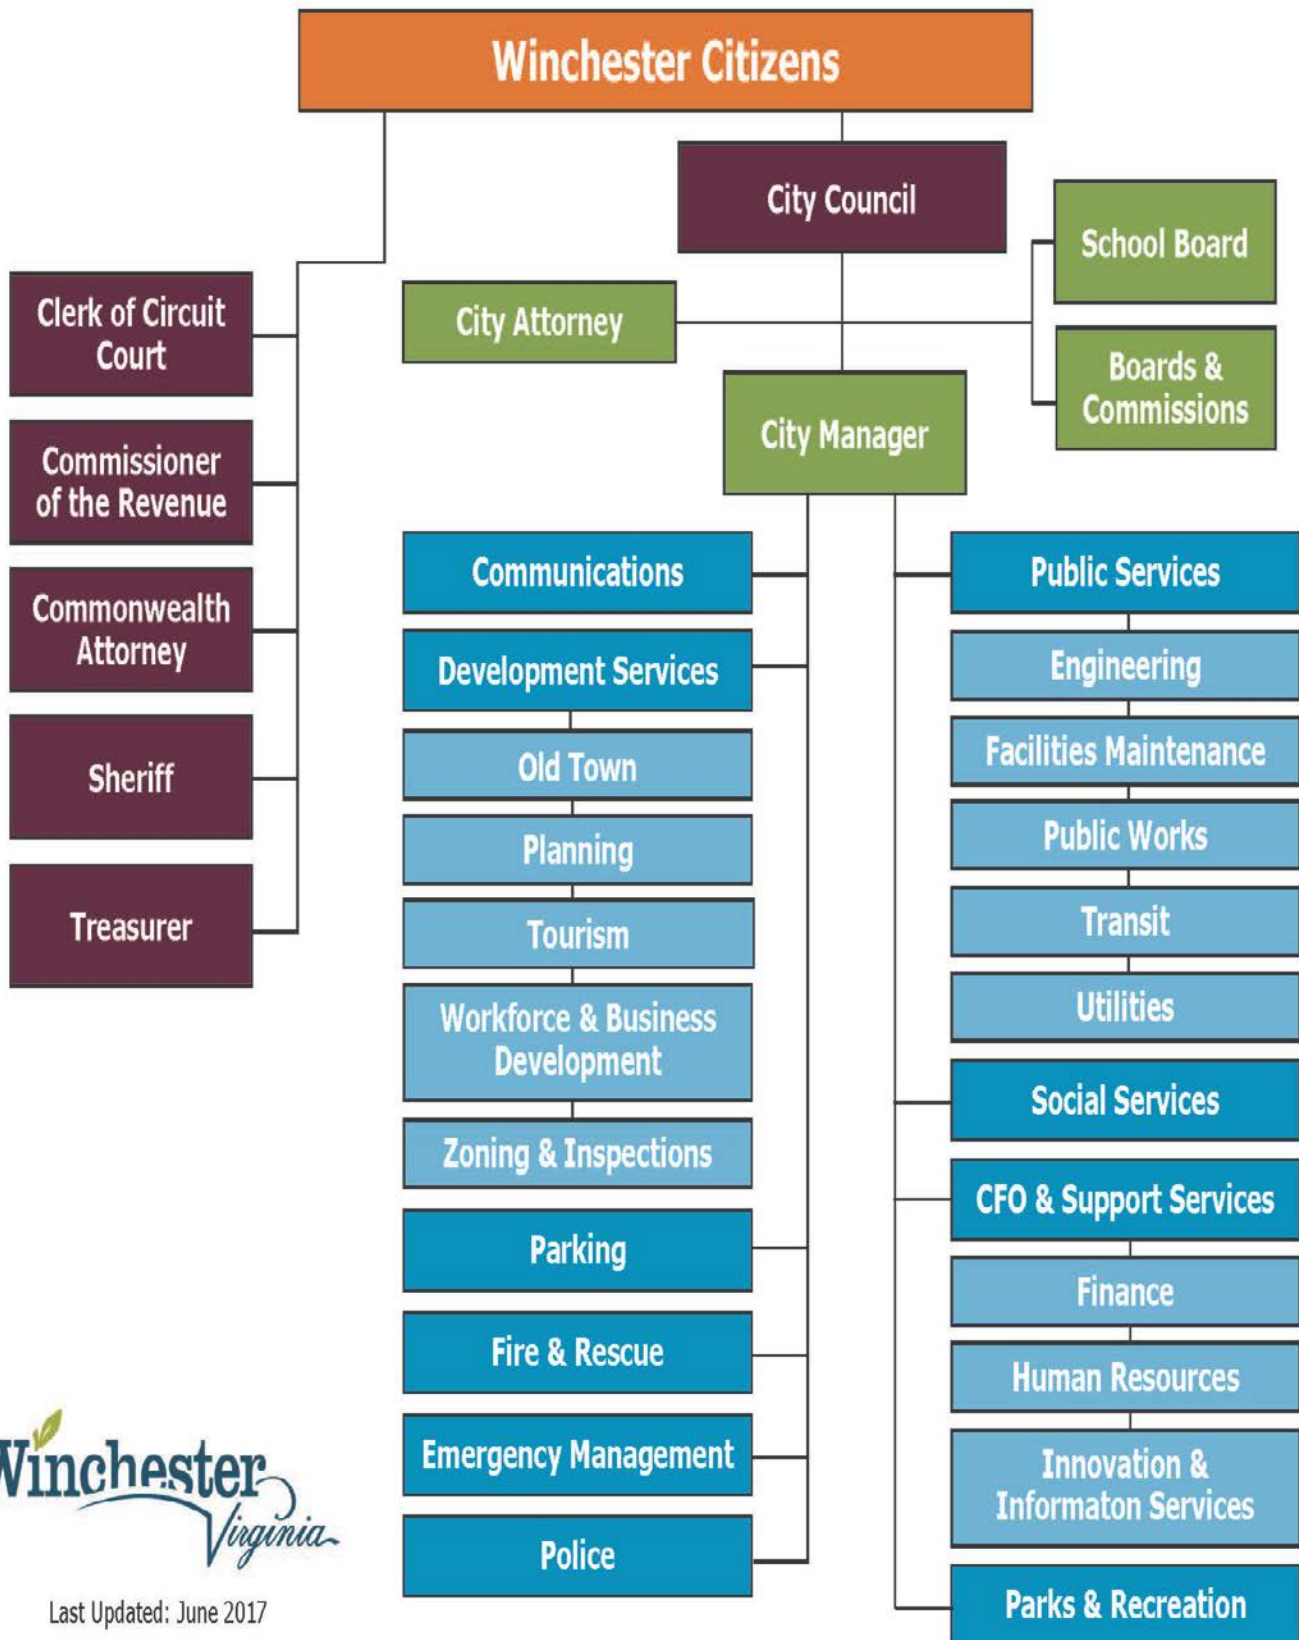 Winchester Citizens
City Council
School Board
City Attorney
Boards &
Commissions
City Manager
Clerk of Circuit
Court
Commissioner
of the Revenue
Commonwealth
Attorney
Sheriff
Treasurer
Communications
Development Services
Old Town
Planning
Tourism
Workforce & Business
Development
Zoning & Inspections
Parking
Fire & Rescue
Emergency Management
Police
Public Services
Engineering
Facilities Maintenance
Public Works
Transit
Utilities
Social Services
CFO & Support Services
Finance
Human Resources
Innovation &
Informaton Services
Parks & Recreation
Winchester
Virginia
Last Updated: June 2017